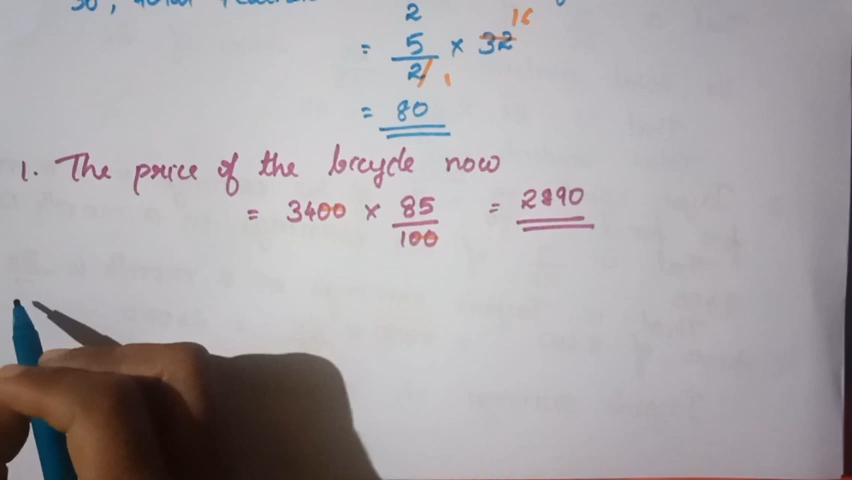 2
= 5/2 × 32 16
1
= 80
1. The price of the bicycle now
= 3400 × 85/100 = 2890